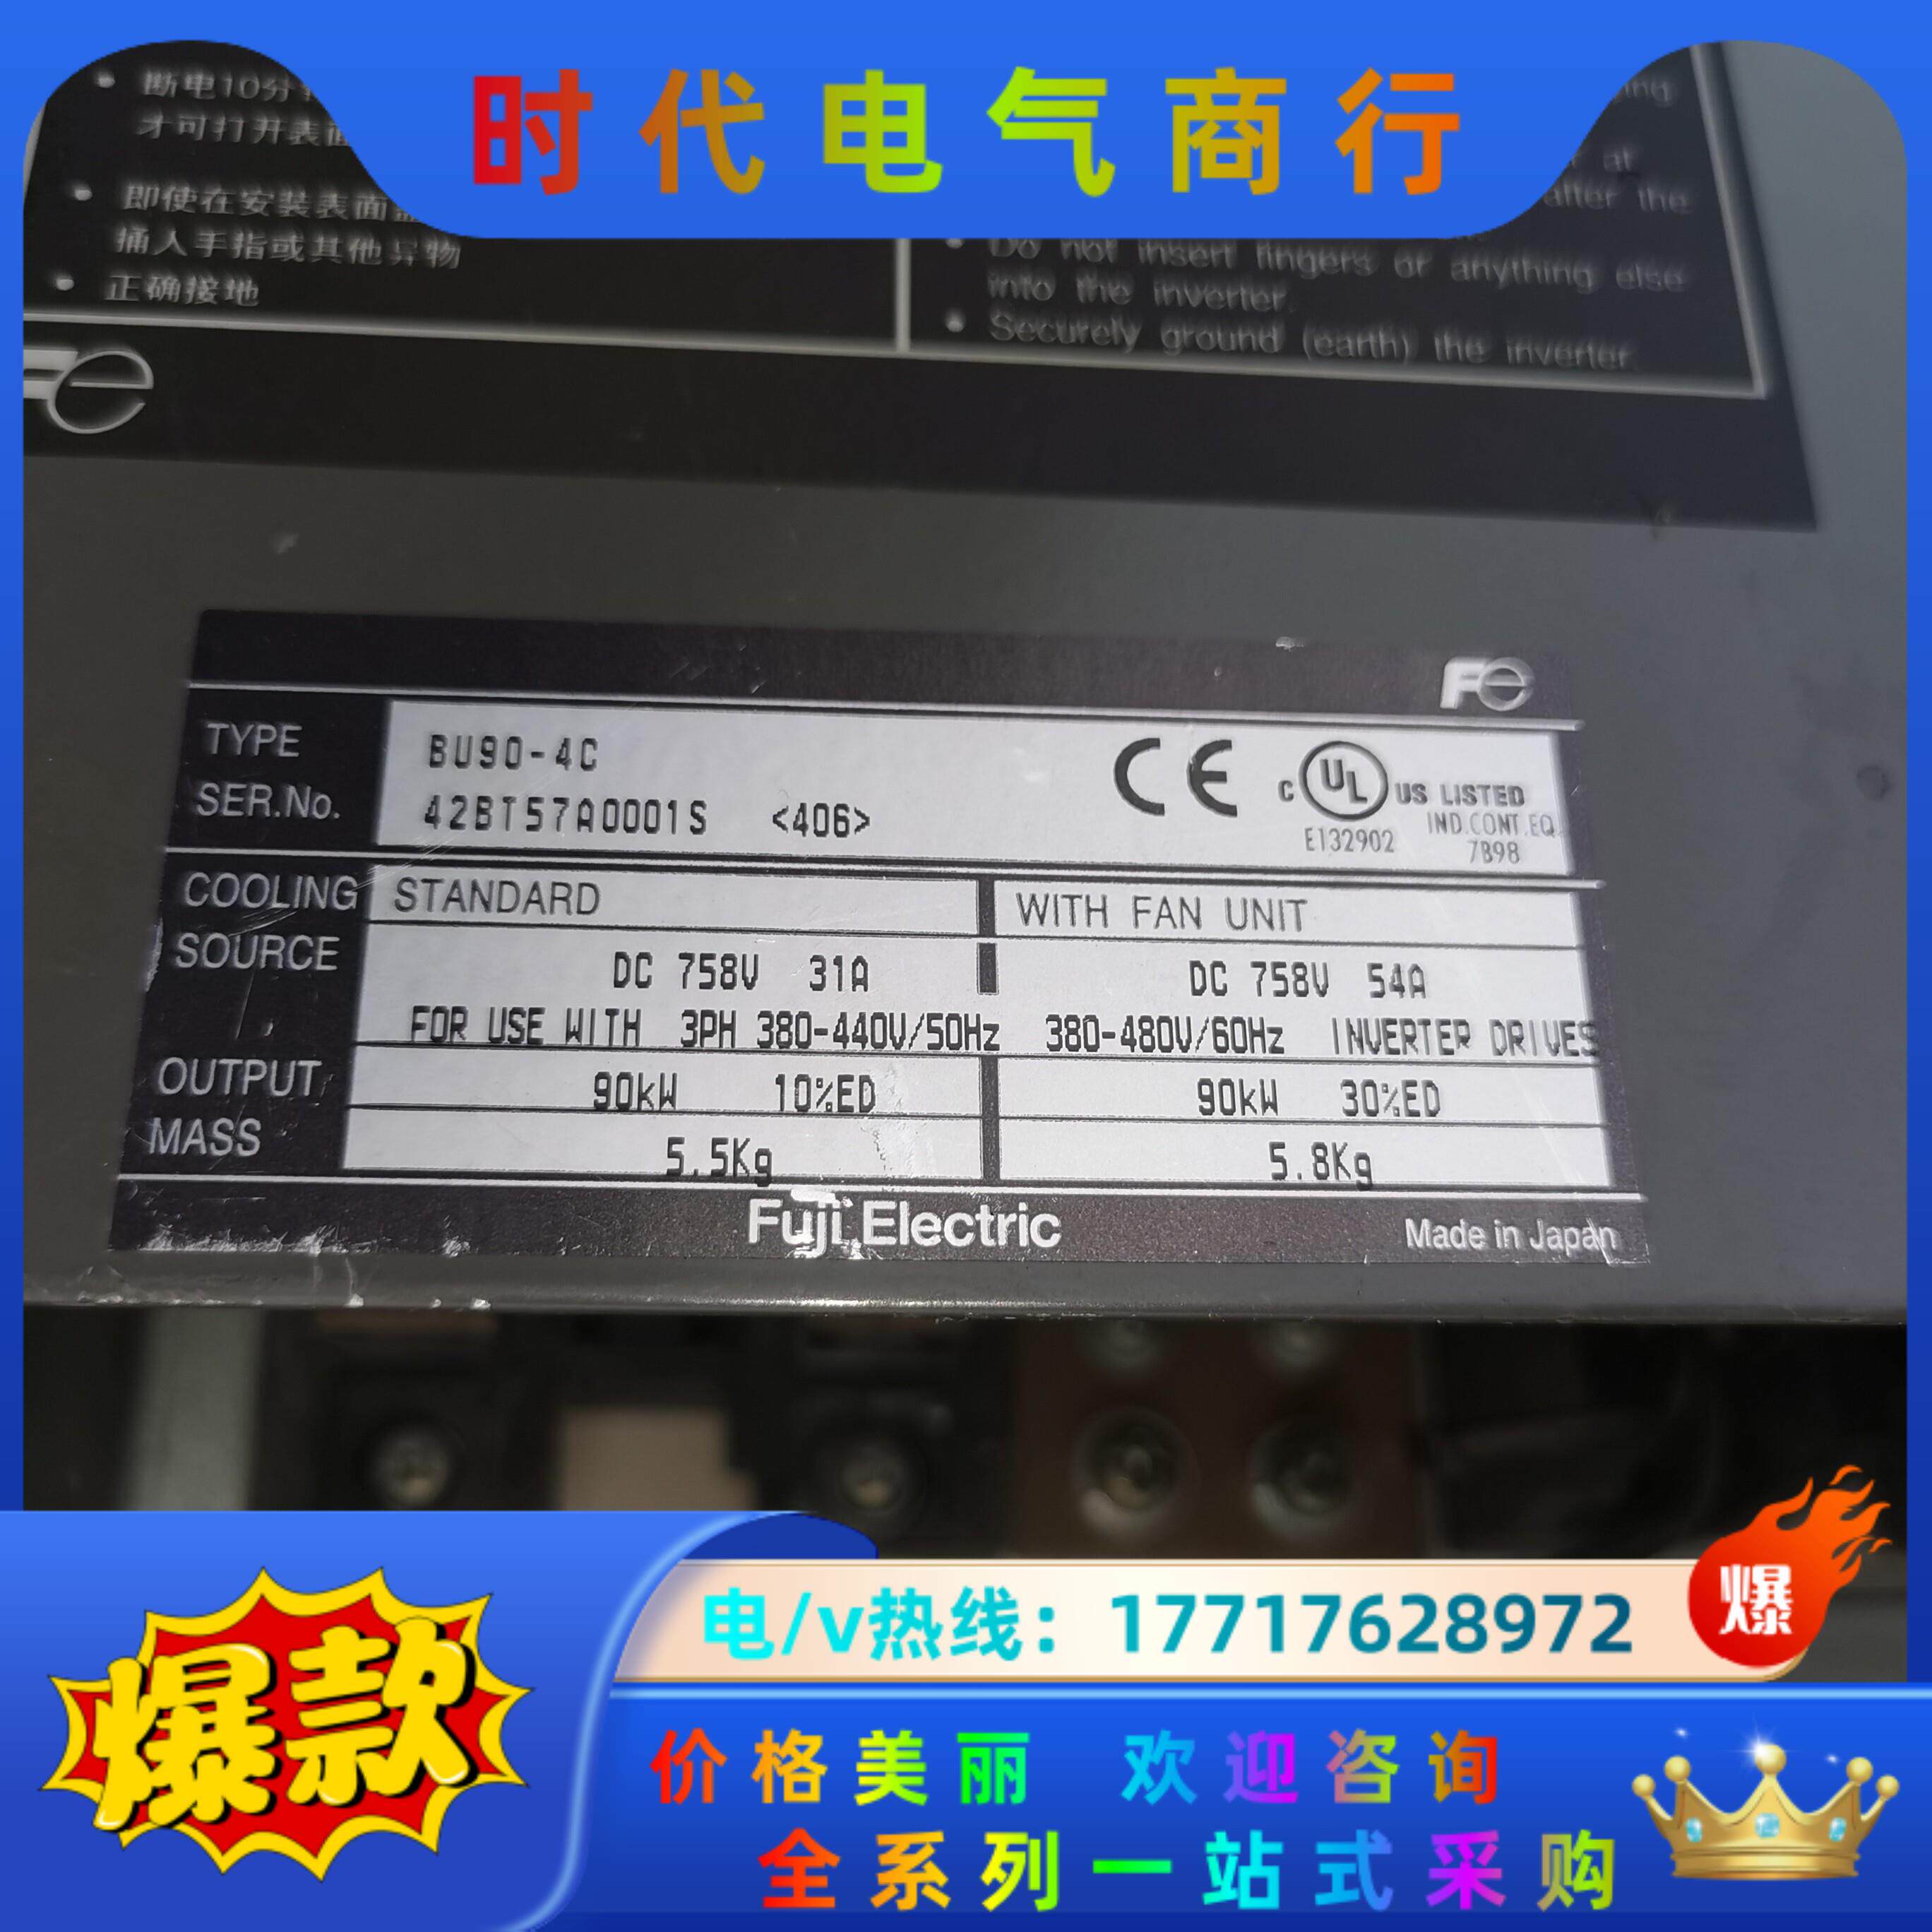 时代电气商行
断电10分
才可打开表面
即使在安装表面盖
插入手指或其他异物
正确接地
at
after the
Do not insert fingers or anything else
into the inverter.
Securely ground (earth) the inverter.
Fe
Fe
TYPE BU90-4C
SER.No. 42BT57A0001S <406>
CE
c UL US LISTED
IND.CONT.EQ.
E132902 7B98
COOLING STANDARD WITH FAN UNIT
SOURCE DC 758V 31A DC 758V 54A
FOR USE WITH 3PH 380-440V/50Hz 380-480V/60Hz INVERTER DRIVES
OUTPUT 90kW 10%ED 90kW 30%ED
MASS 5.5Kg 5.8Kg
Fuji Electric Made in Japan
爆款
电/v热线：17717628972
爆
价格美丽 欢迎咨询
全系列一站式采购